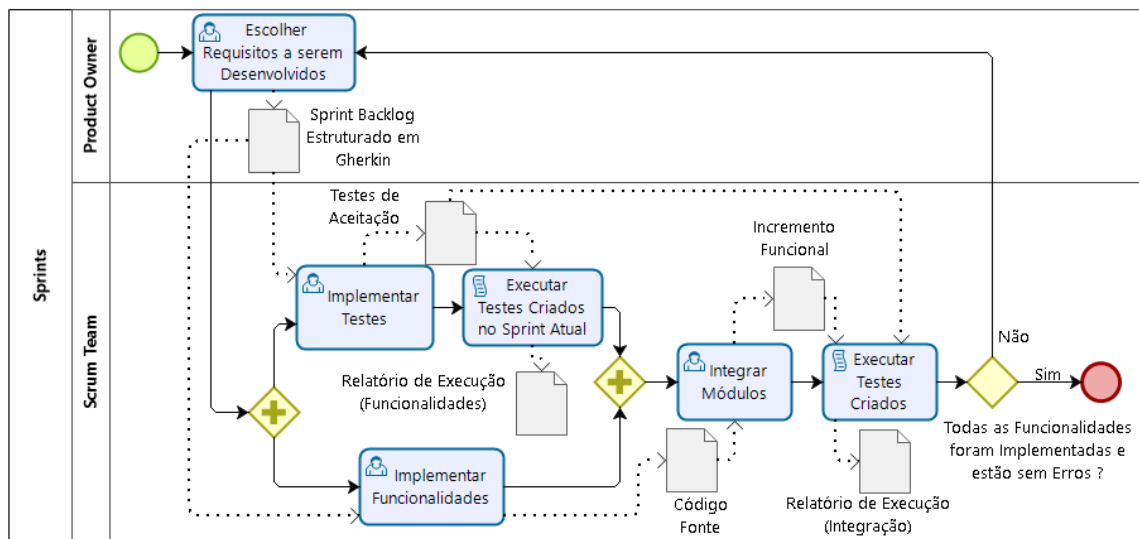 Sprints
Product Owner
Escolher
Requisitos a serem
Desenvolvidos
Sprint Backlog
Estruturado em
Gherkin
Scrum Team
Testes de
Aceitação
Implementar
Testes
Executar
Testes Criados
no Sprint Atual
Relatório de Execução
(Funcionalidades)
Implementar
Funcionalidades
Incremento
Funcional
Integrar
Módulos
Código
Fonte
Executar
Testes
Criados
Relatório de Execução
(Integração)
Não
Sim
Todas as Funcionalidades
foram Implementadas e
estão sem Erros ?